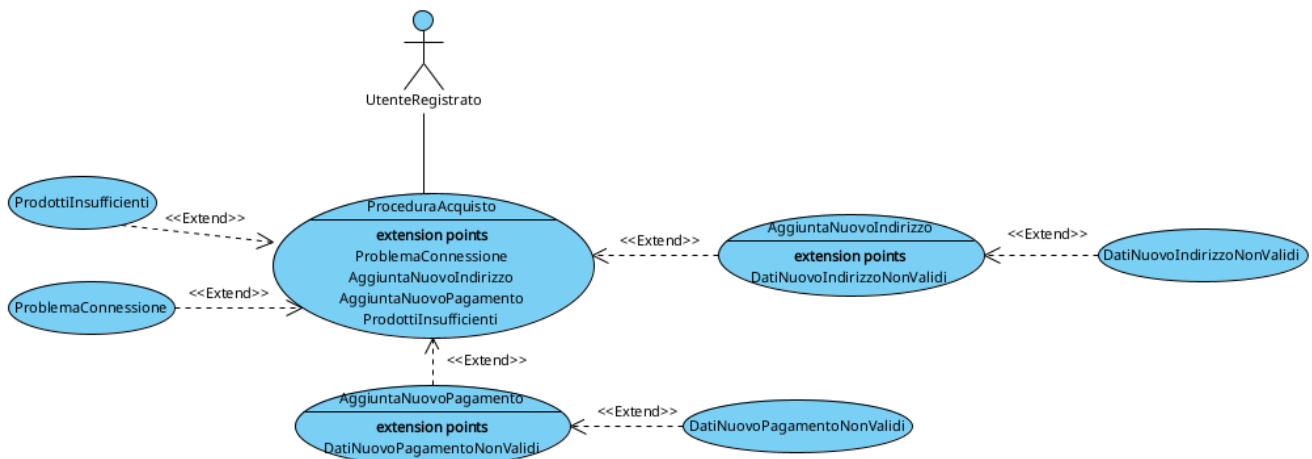 UtenteRegistrato
ProdottiInsufficienti
<<Extend>>
ProblemaConnessione
<<Extend>>
ProceduraAcquisto
extension points
ProblemaConnessione
AggiuntaNuovoIndirizzo
AggiuntaNuovoPagamento
ProdottiInsufficienti
<<Extend>>
AggiuntaNuovoIndirizzo
extension points
DatiNuovoIndirizzoNonValidi
<<Extend>>
DatiNuovoIndirizzoNonValidi
<<Extend>>
AggiuntaNuovoPagamento
extension points
DatiNuovoPagamentoNonValidi
<<Extend>>
DatiNuovoPagamentoNonValidi